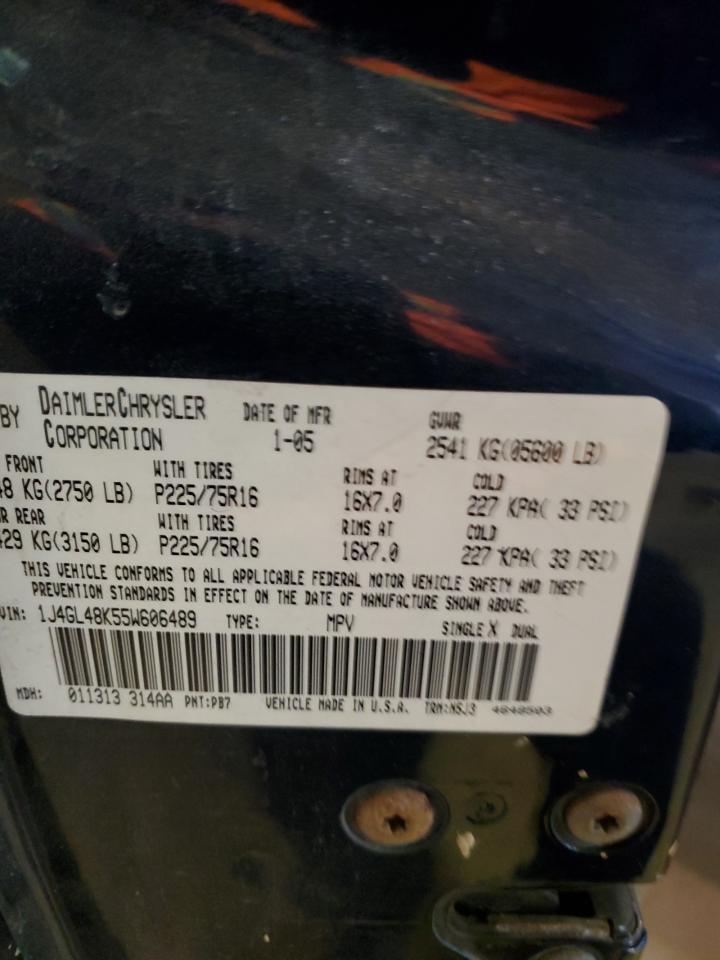 BY DAIMLERCHRYSLER CORPORATION DATE OF MFR 1-05 GVWR 2541 KG(05600 LB)
FRONT WITH TIRES RIMS AT COLD
48 KG(2750 LB) P225/75R16 16X7.0 227 KPA( 33 PSI)
R REAR WITH TIRES RIMS AT COLD
429 KG(3150 LB) P225/75R16 16X7.0 227 KPA( 33 PSI)
THIS VEHICLE CONFORMS TO ALL APPLICABLE FEDERAL MOTOR VEHICLE SAFETY AND THEFT
PREVENTION STANDARDS IN EFFECT ON THE DATE OF MANUFACTURE SHOWN ABOVE.
VIN: 1J4GL48K55W606489 TYPE: MPV SINGLE X DUAL
MDH: 011313 314AA PNT:PB7 VEHICLE MADE IN U.S.A. TRM:N5J3